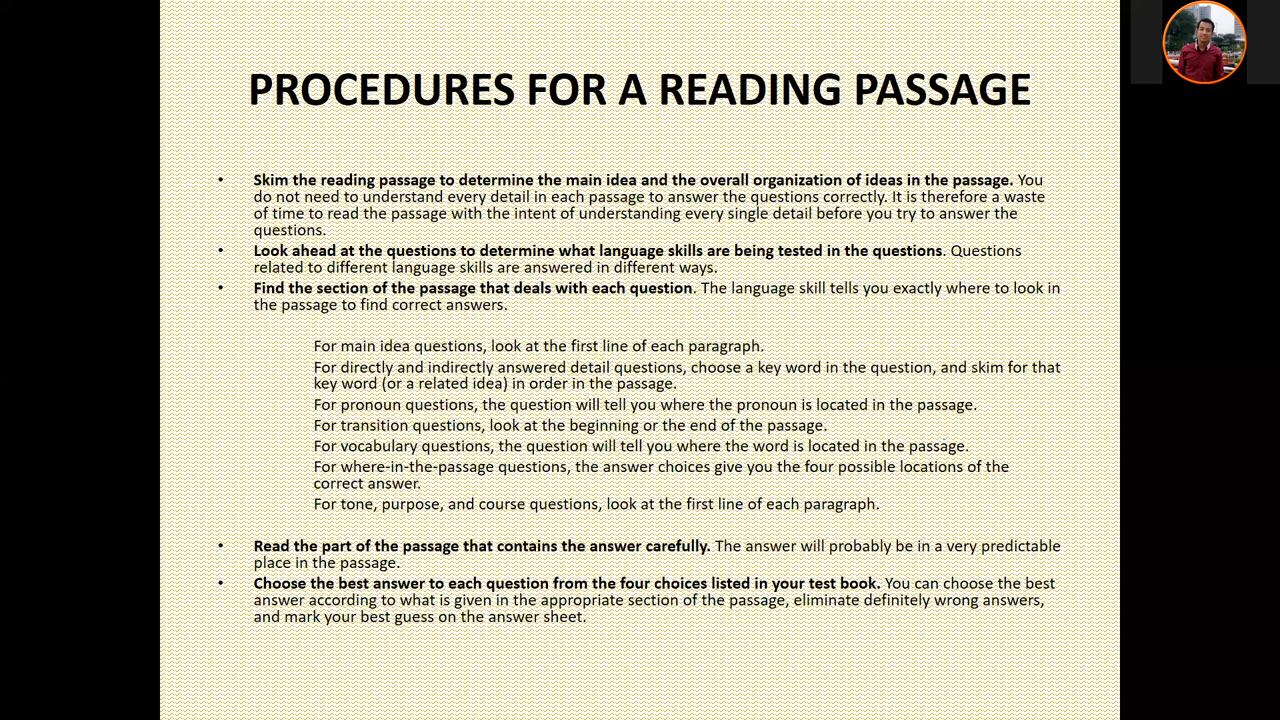 PROCEDURES FOR A READING PASSAGE
• Skim the reading passage to determine the main idea and the overall organization of ideas in the passage. You
do not need to understand every detail in each passage to answer the questions correctly. It is therefore a waste
of time to read the passage with the intent of understanding every single detail before you try to answer the
questions.
• Look ahead at the questions to determine what language skills are being tested in the questions. Questions
related to different language skills are answered in different ways.
• Find the section of the passage that deals with each question. The language skill tells you exactly where to look in
the passage to find correct answers.
For main idea questions, look at the first line of each paragraph.
For directly and indirectly answered detail questions, choose a key word in the question, and skim for that
key word (or a related idea) in order in the passage.
For pronoun questions, the question will tell you where the pronoun is located in the passage.
For transition questions, look at the beginning or the end of the passage.
For vocabulary questions, the question will tell you where the word is located in the passage.
For where-in-the-passage questions, the answer choices give you the four possible locations of the
correct answer.
For tone, purpose, and course questions, look at the first line of each paragraph.
• Read the part of the passage that contains the answer carefully. The answer will probably be in a very predictable
place in the passage.
• Choose the best answer to each question from the four choices listed in your test book. You can choose the best
answer according to what is given in the appropriate section of the passage, eliminate definitely wrong answers,
and mark your best guess on the answer sheet.